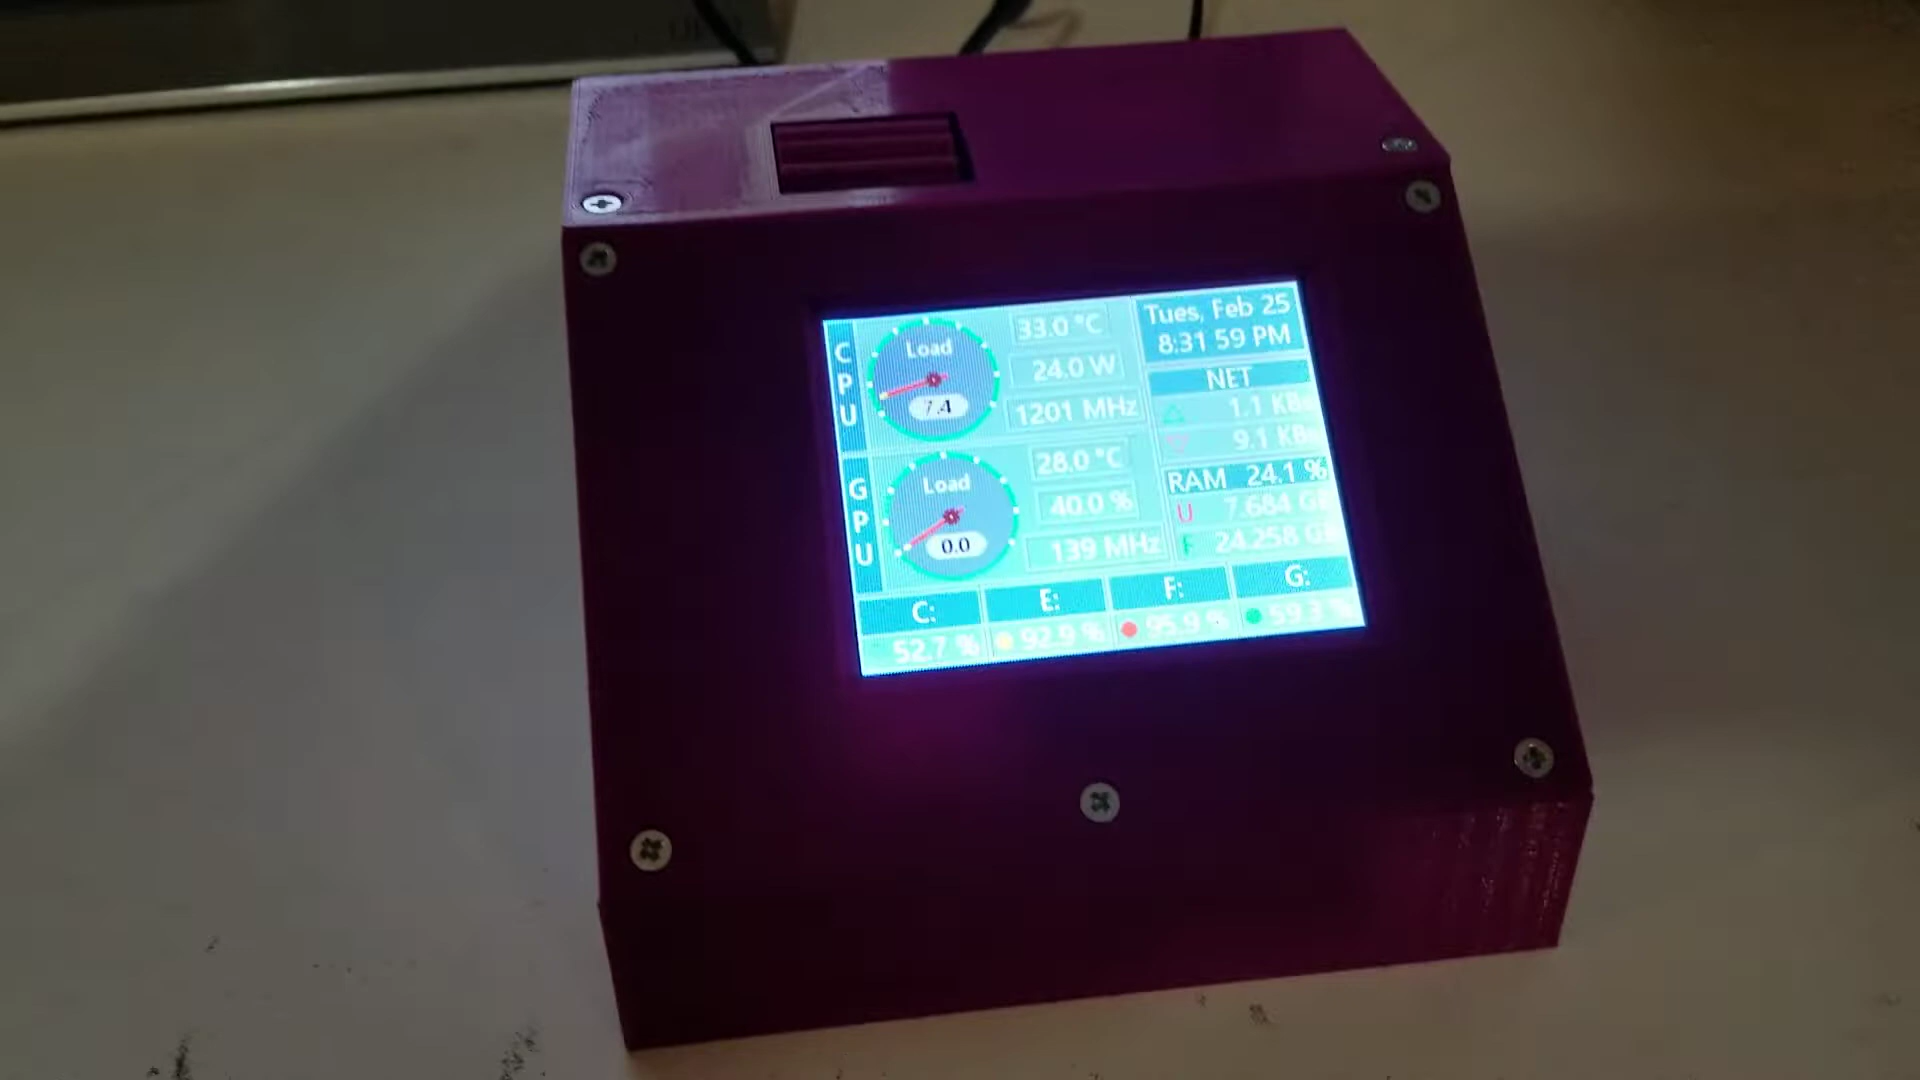 CPU
Load
7.4
33.0 °C
24.0 W
1201 MHz
GPU
Load
0.0
28.0 °C
40.0 %
139 MHz
Tues, Feb 25
8:31 59 PM
NET
1.1 KBs
9.1 KBs
RAM 24.1 %
U 7.684 GB
F 24.258 GB
C: E: F: G:
52.7 % 92.9 % 95.9 % 59.3 %